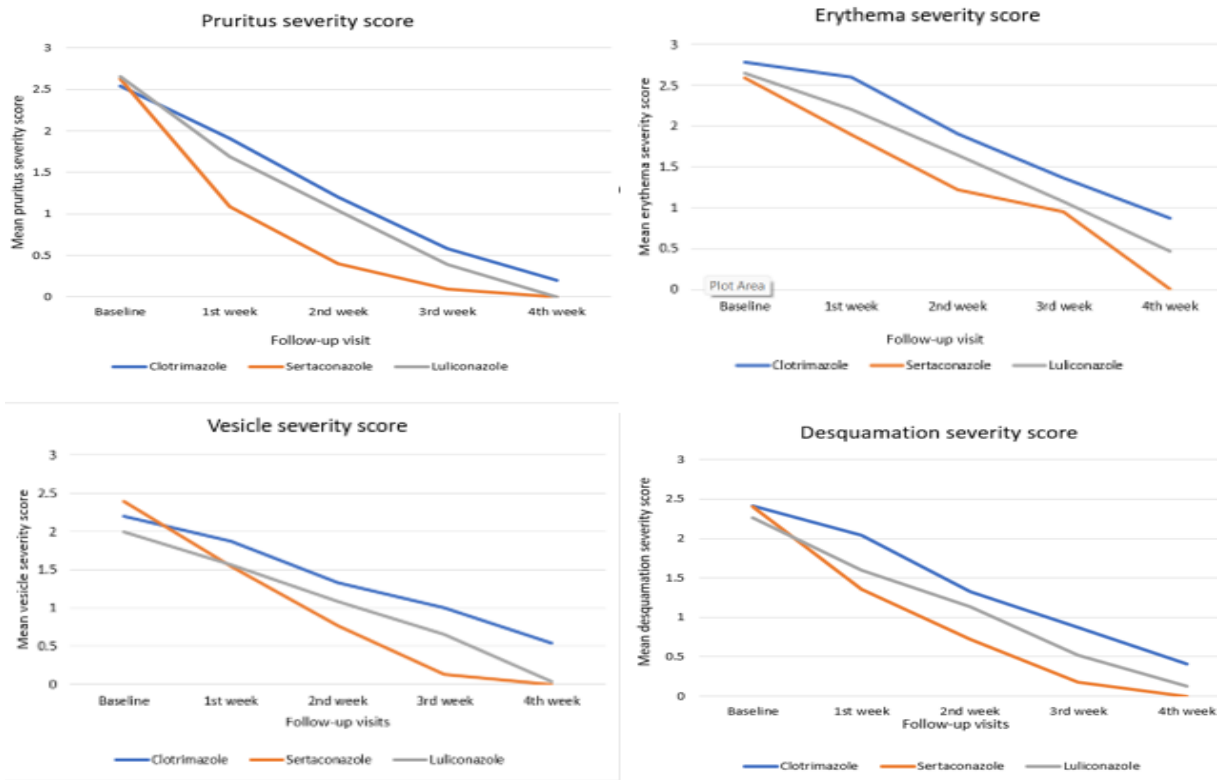 Pruritus severity score
Mean pruritus severity score
3
2.5
2
1.5
1
0.5
0
Baseline 1st week 2nd week 3rd week 4th week
Follow-up visit
Clotrimazole Sertaconazole Luliconazole
Erythema severity score
Mean erythema severity score
3
2.5
2
1.5
1
0.5
0
Plot Area
Baseline 1st week 2nd week 3rd week 4th week
Follow-up visit
Clotrimazole Sertaconazole Luliconazole
Vesicle severity score
Mean vesicle severity score
3
2.5
2
1.5
1
0.5
0
Baseline 1st week 2nd week 3rd week 4th week
Follow-up visits
Clotrimazole Sertaconazole Luliconazole
Desquamation severity score
Mean desquamation severity score
3
2.5
2
1.5
1
0.5
0
Baseline 1st week 2nd week 3rd week 4th week
Follow-up visits
Clotrimazole Sertaconazole Luliconazole